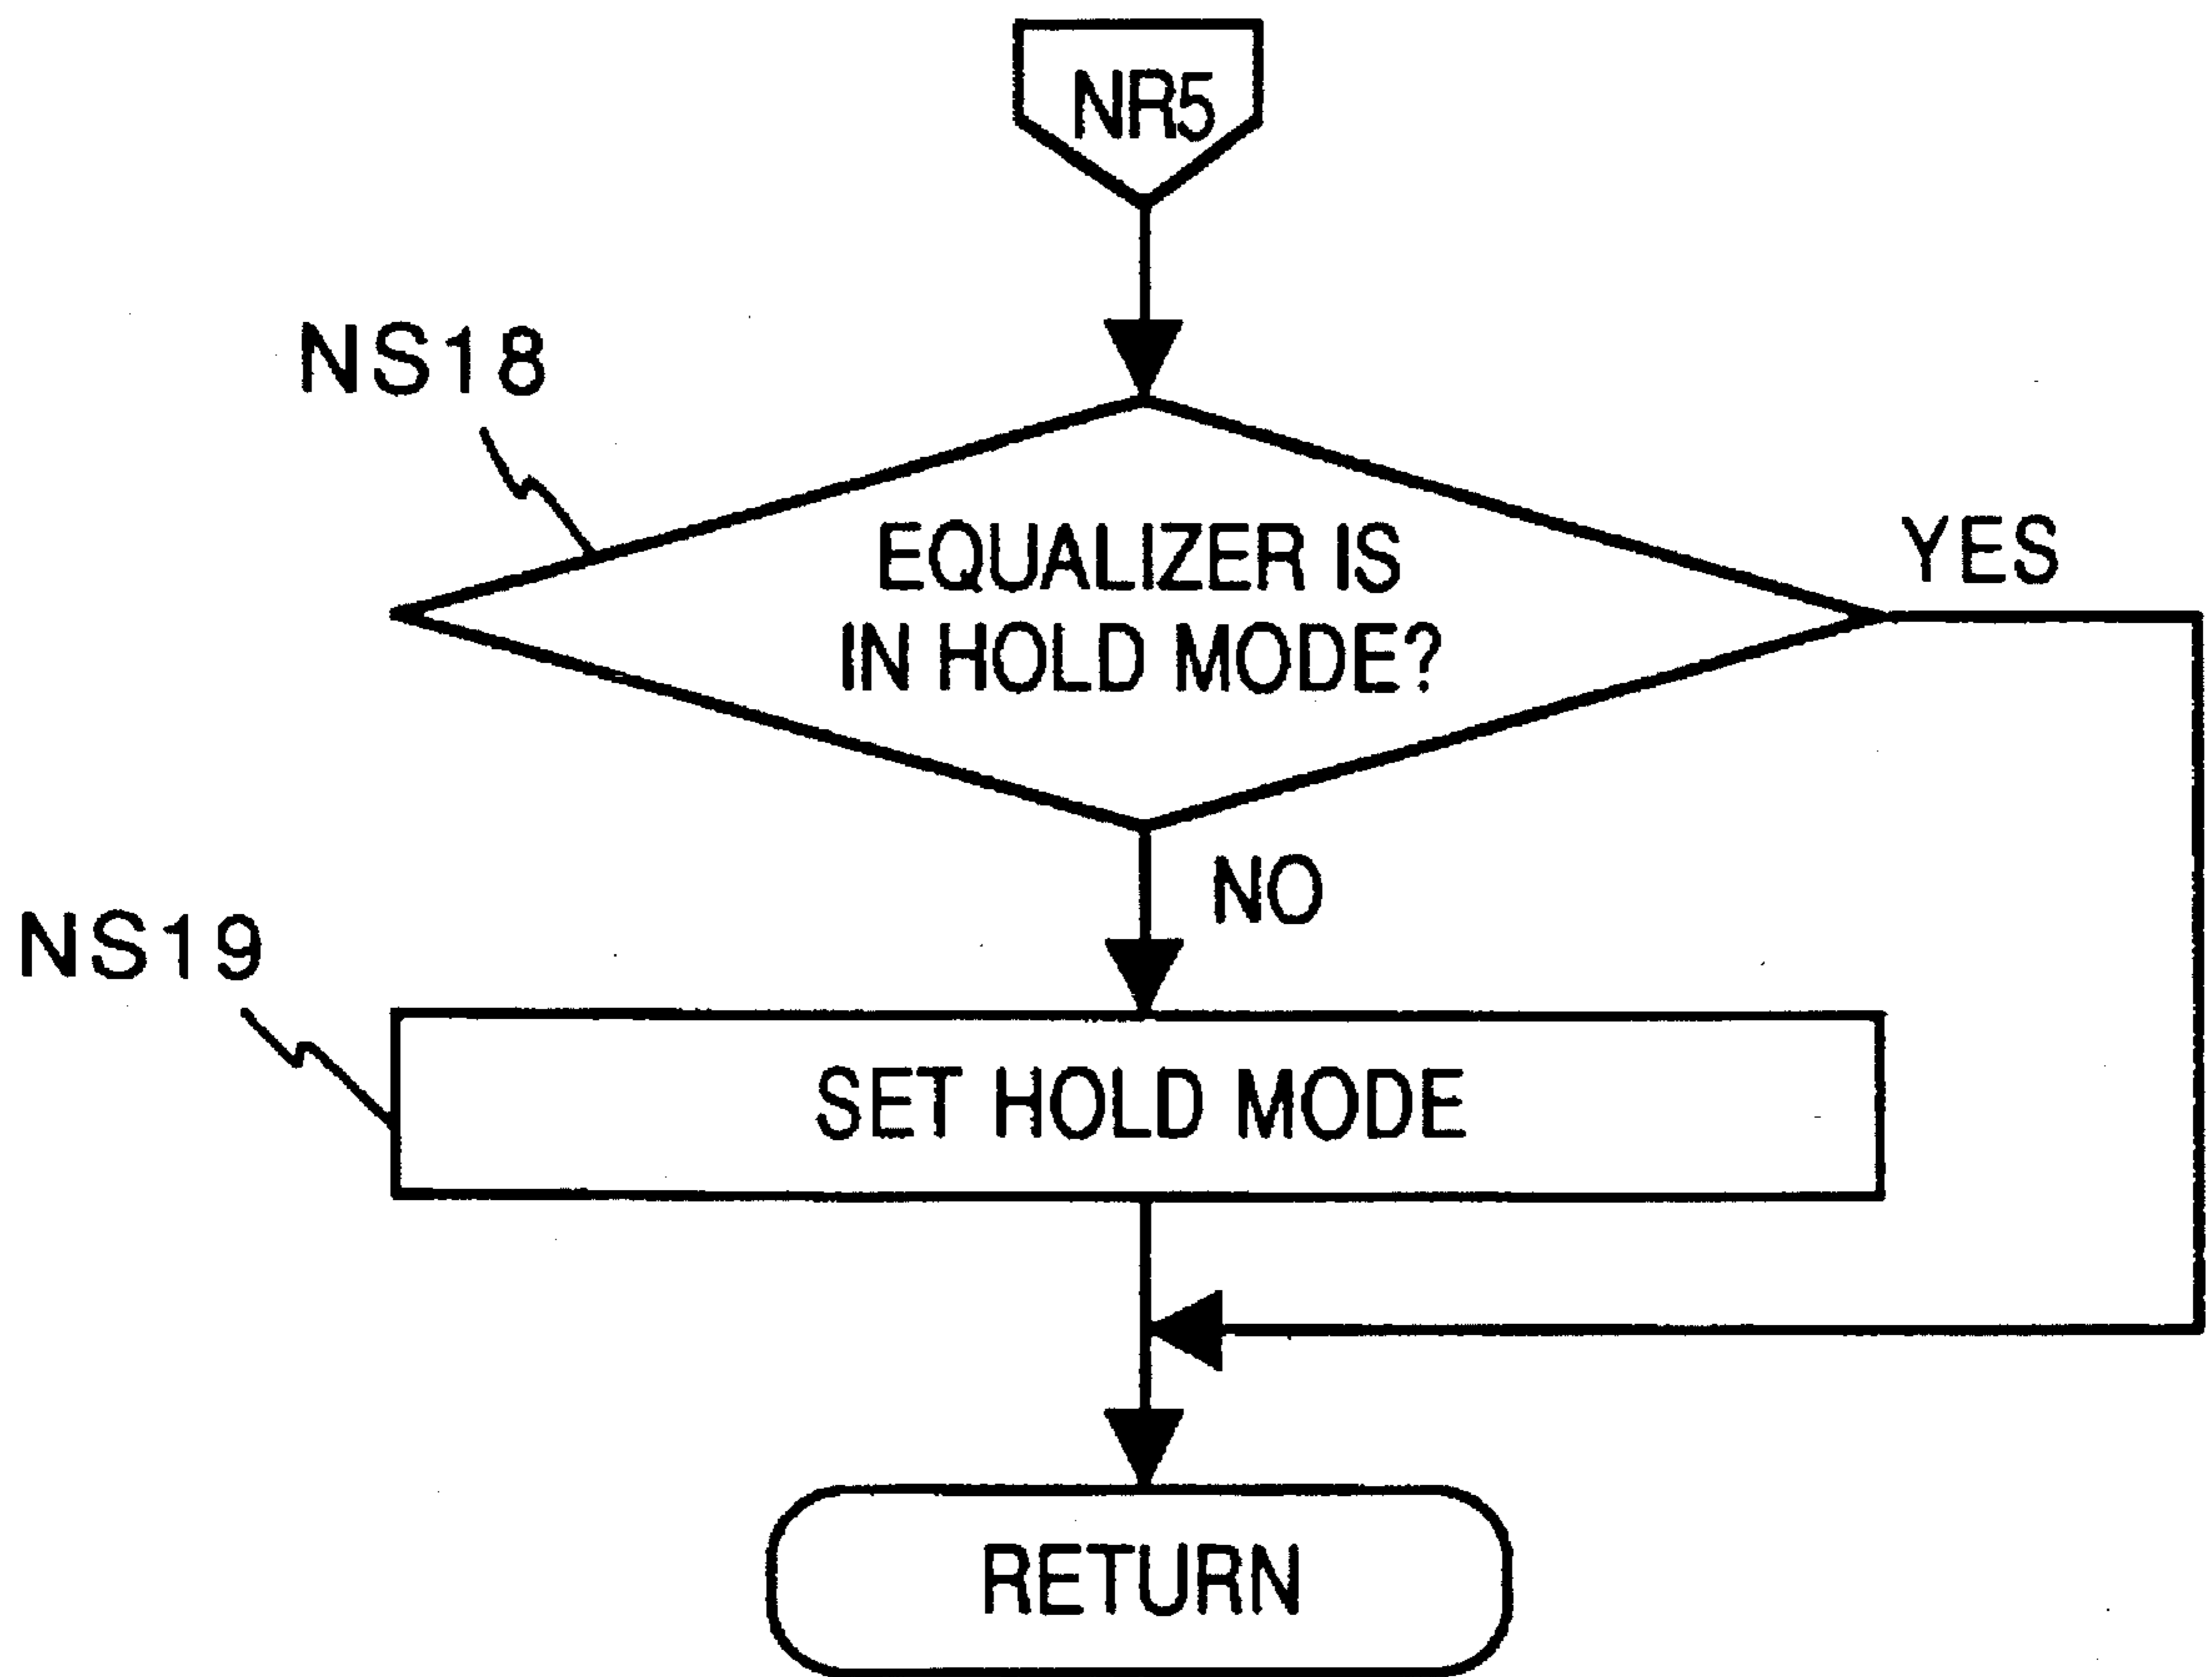 NR5
NS18
EQUALIZER IS
IN HOLD MODE?
YES
NO
NS19
SET HOLD MODE
RETURN